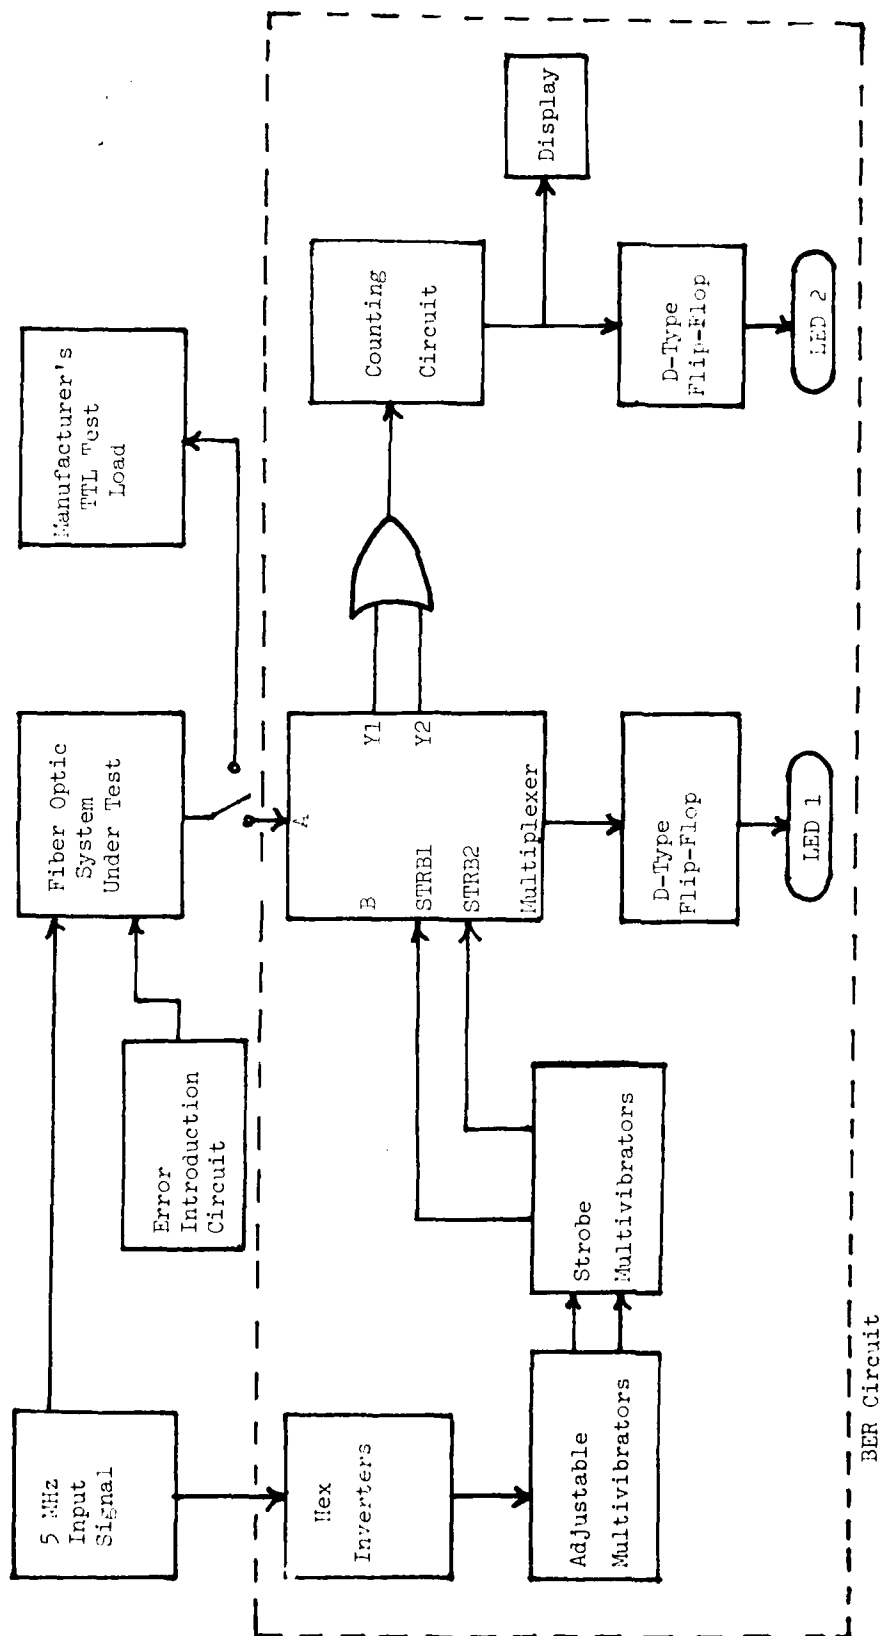 5 MHz
Input
Signal
Error
Introduction
Circuit
Fiber Optic
System
Under Test
Manufacturer's
TTL Test
Load
Hex
Inverters
Adjustable
Multivibrators
Strobe
Multivibrators
A
B
STRB1
STRB2
Y1
Y2
Multiplexer
D-Type
Flip-Flop
LED 1
Counting
Circuit
Display
D-Type
Flip-Flop
LED 2
BER Circuit